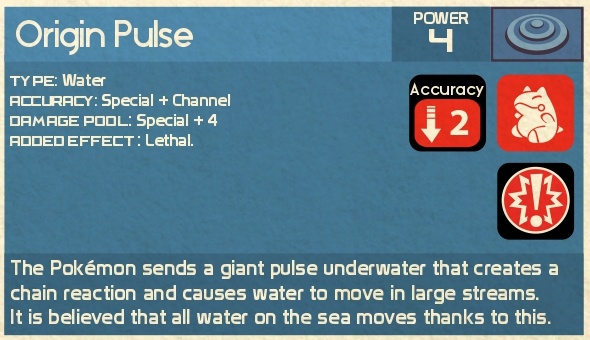 Origin Pulse
POWER
4
TYPE: Water
ACCURACY: Special + Channel
DAMAGE POOL: Special + 4
ADDED EFFECT: Lethal.
Accuracy
2
The Pokémon sends a giant pulse underwater that creates a
chain reaction and causes water to move in large streams.
It is believed that all water on the sea moves thanks to this.